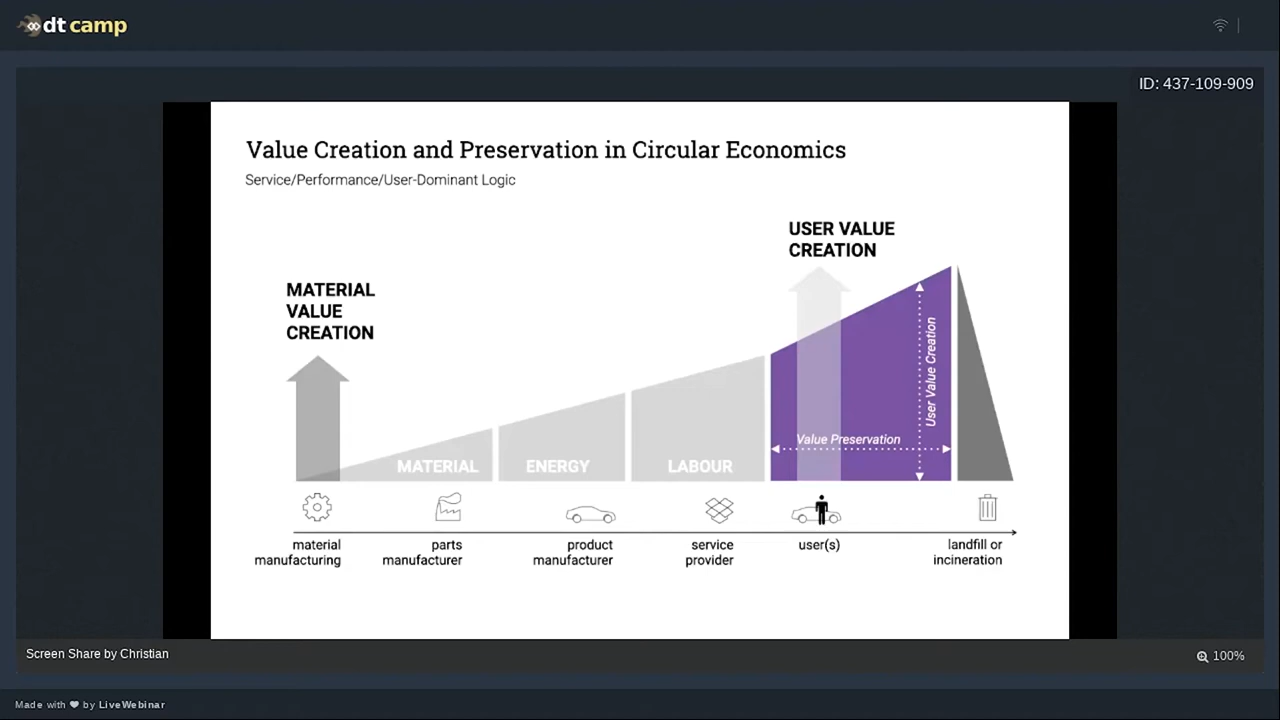 dt camp
ID: 437-109-909
Value Creation and Preservation in Circular Economics
Service/Performance/User-Dominant Logic
USER VALUE
CREATION
MATERIAL
VALUE
CREATION
User Value Creation
Value Preservation
MATERIAL
ENERGY
LABOUR
material
manufacturing
parts
manufacturer
product
manufacturer
service
provider
user(s)
landfill or
incineration
Screen Share by Christian
100%
Made with by LiveWebinar